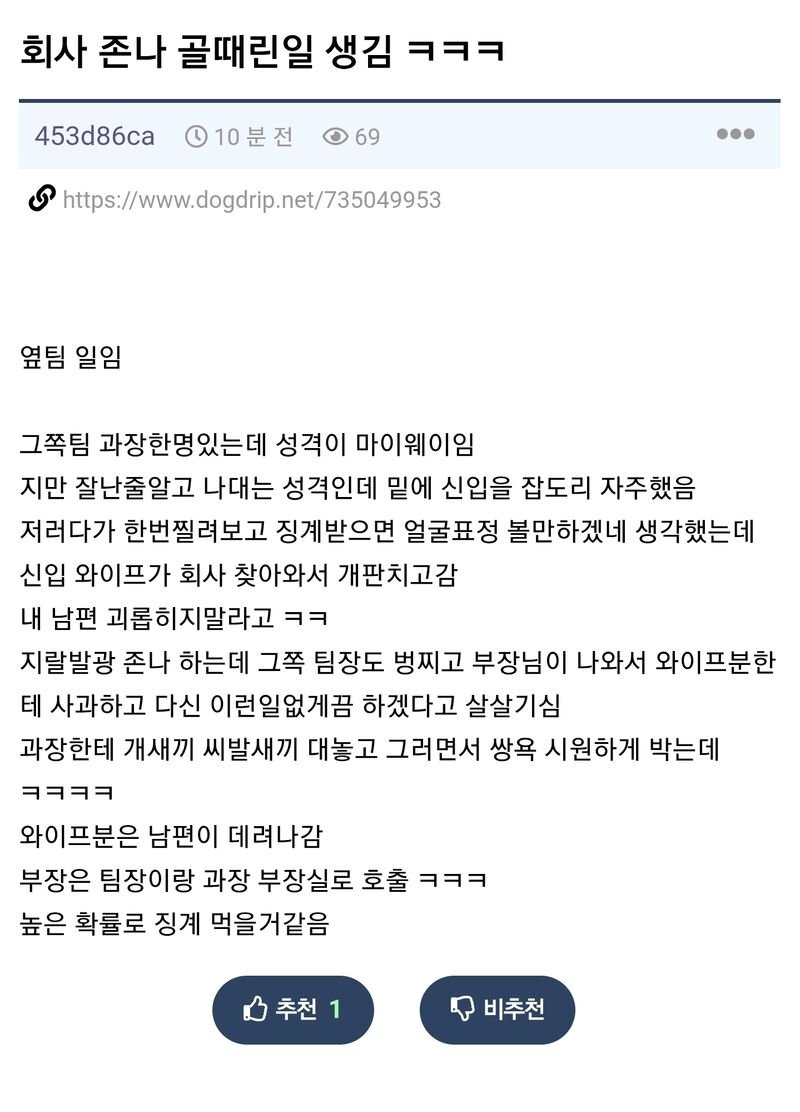 회사 존나 골때린일 생김 ㅋㅋㅋ
453d86ca 10 분 전 69
https://www.dogdrip.net/735049953
옆팀 일임
그쪽팀 과장한명있는데 성격이 마이웨이임
지만 잘난줄알고 나대는 성격인데 밑에 신입을 잡도리 자주했음
저러다가 한번찔려보고 징계받으면 얼굴표정 볼만하겠네 생각했는데
신입 와이프가 회사 찾아와서 개판치고감
내 남편 괴롭히지말라고 ㅋㅋ
지랄발광 존나 하는데 그쪽 팀장도 벙찌고 부장님이 나와서 와이프분한
테 사과하고 다신 이런일없게끔 하겠다고 살살기심
과장한테 개새끼 씨발새끼 대놓고 그러면서 쌍욕 시원하게 박는데
ㅋㅋㅋㅋ
와이프분은 남편이 데려나감
부장은 팀장이랑 과장 부장실로 호출 ㅋㅋㅋ
높은 확률로 징계 먹을거같음
추천 1 비추천